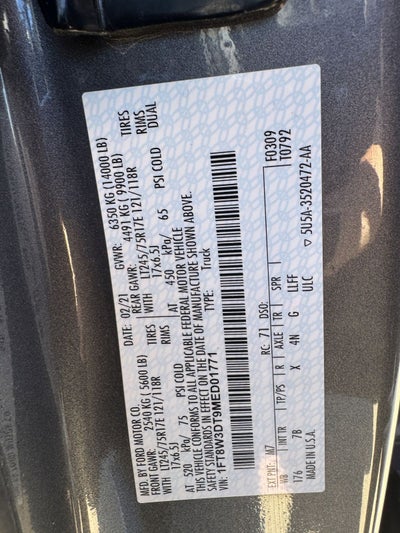 MFD. BY FORD MOTOR CO.
DATE: 02/21 GVWR: 6350 KG (14000 LB)
FRONT GAWR: 2540 KG (5600 LB) REAR GAWR: 4491 KG (9900 LB)
LT245/75R17E 121/118R WITH LT245/75R17E 121/118R TIRES
17x6.5J RIMS WITH 17x6.5J RIMS
AT 520 kPa/ 75 PSI COLD AT 450 kPa/ 65 PSI COLD DUAL
THIS VEHICLE CONFORMS TO ALL APPLICABLE FEDERAL MOTOR VEHICLE
SAFETY STANDARDS IN EFFECT ON THE DATE OF MANUFACTURE SHOWN ABOVE.
VIN: 1FT8W3DT9MED01771 TYPE: Truck
F0309
T0792
EXT PNT: M7 RC: 71 DSO:
WB INT TR TP/PS R AXLE TR SPR
176 7B X 4N G LLFF
ULC
MADE IN U.S.A. 5U5A-3520472-AA